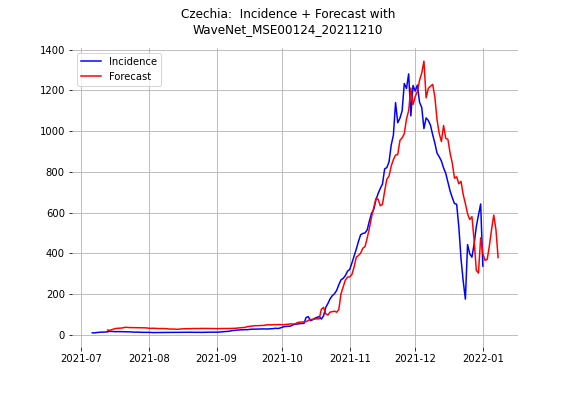 Czechia:  Incidence + Forecast with
WaveNet_MSE00124_20211210
Incidence
Forecast
1400
1200
1000
800
600
400
200
0
2021-07 2021-08 2021-09 2021-10 2021-11 2021-12 2022-01